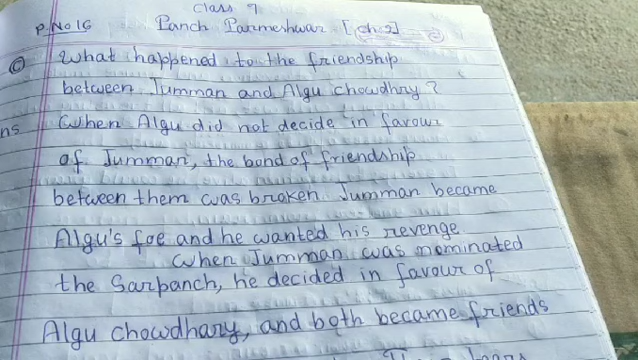 Class 7
P.No 16 Panch Parmeshwar [Ch-2]
(c) What happened to the friendship
between Jumman and Algu Chowdhry ?
ns When Algu did not decide in favour
of Jumman, the bond of friendship
between them was broken. Jumman became
Algu's foe and he wanted his revenge.
When Jumman was nominated
the Sarpanch, he decided in favour of
Algu Chowdhary, and both became friends